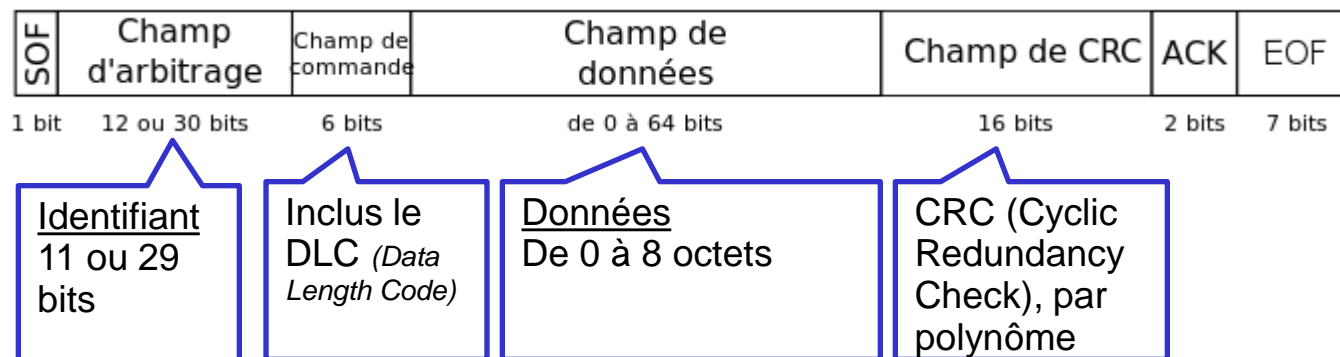 SOF
Champ
d'arbitrage
Champ de
commande
Champ de
données
Champ de CRC
ACK
EOF
1 bit
12 ou 30 bits
6 bits
de 0 à 64 bits
16 bits
2 bits
7 bits
Identifiant
11 ou 29
bits
Inclus le
DLC (Data
Length Code)
Données
De 0 à 8 octets
CRC (Cyclic
Redundancy
Check), par
polynôme